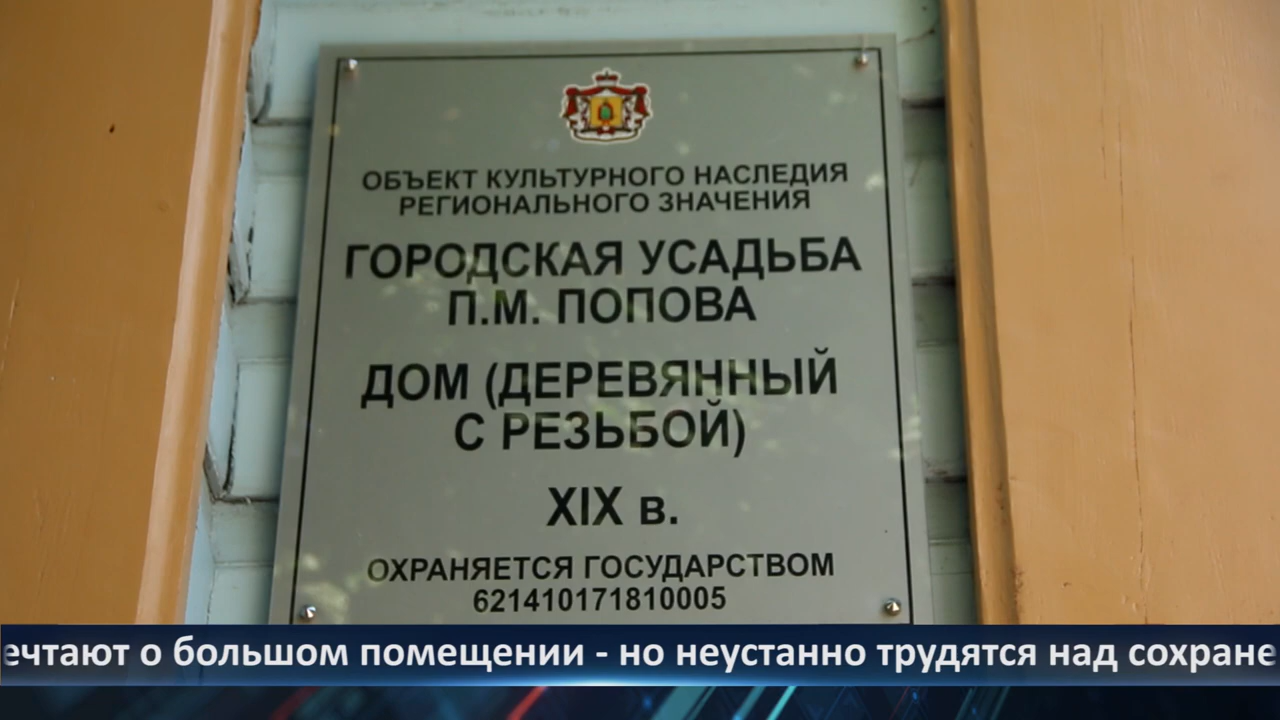 ОБЪЕКТ КУЛЬТУРНОГО НАСЛЕДИЯ
РЕГИОНАЛЬНОГО ЗНАЧЕНИЯ
ГОРОДСКАЯ УСАДЬБА
П.М. ПОПОВА
ДОМ (ДЕРЕВЯННЫЙ
С РЕЗЬБОЙ)
XIX в.
ОХРАНЯЕТСЯ ГОСУДАРСТВОМ
621410171810005
ечтают о большом помещении - но неустанно трудятся над сохране